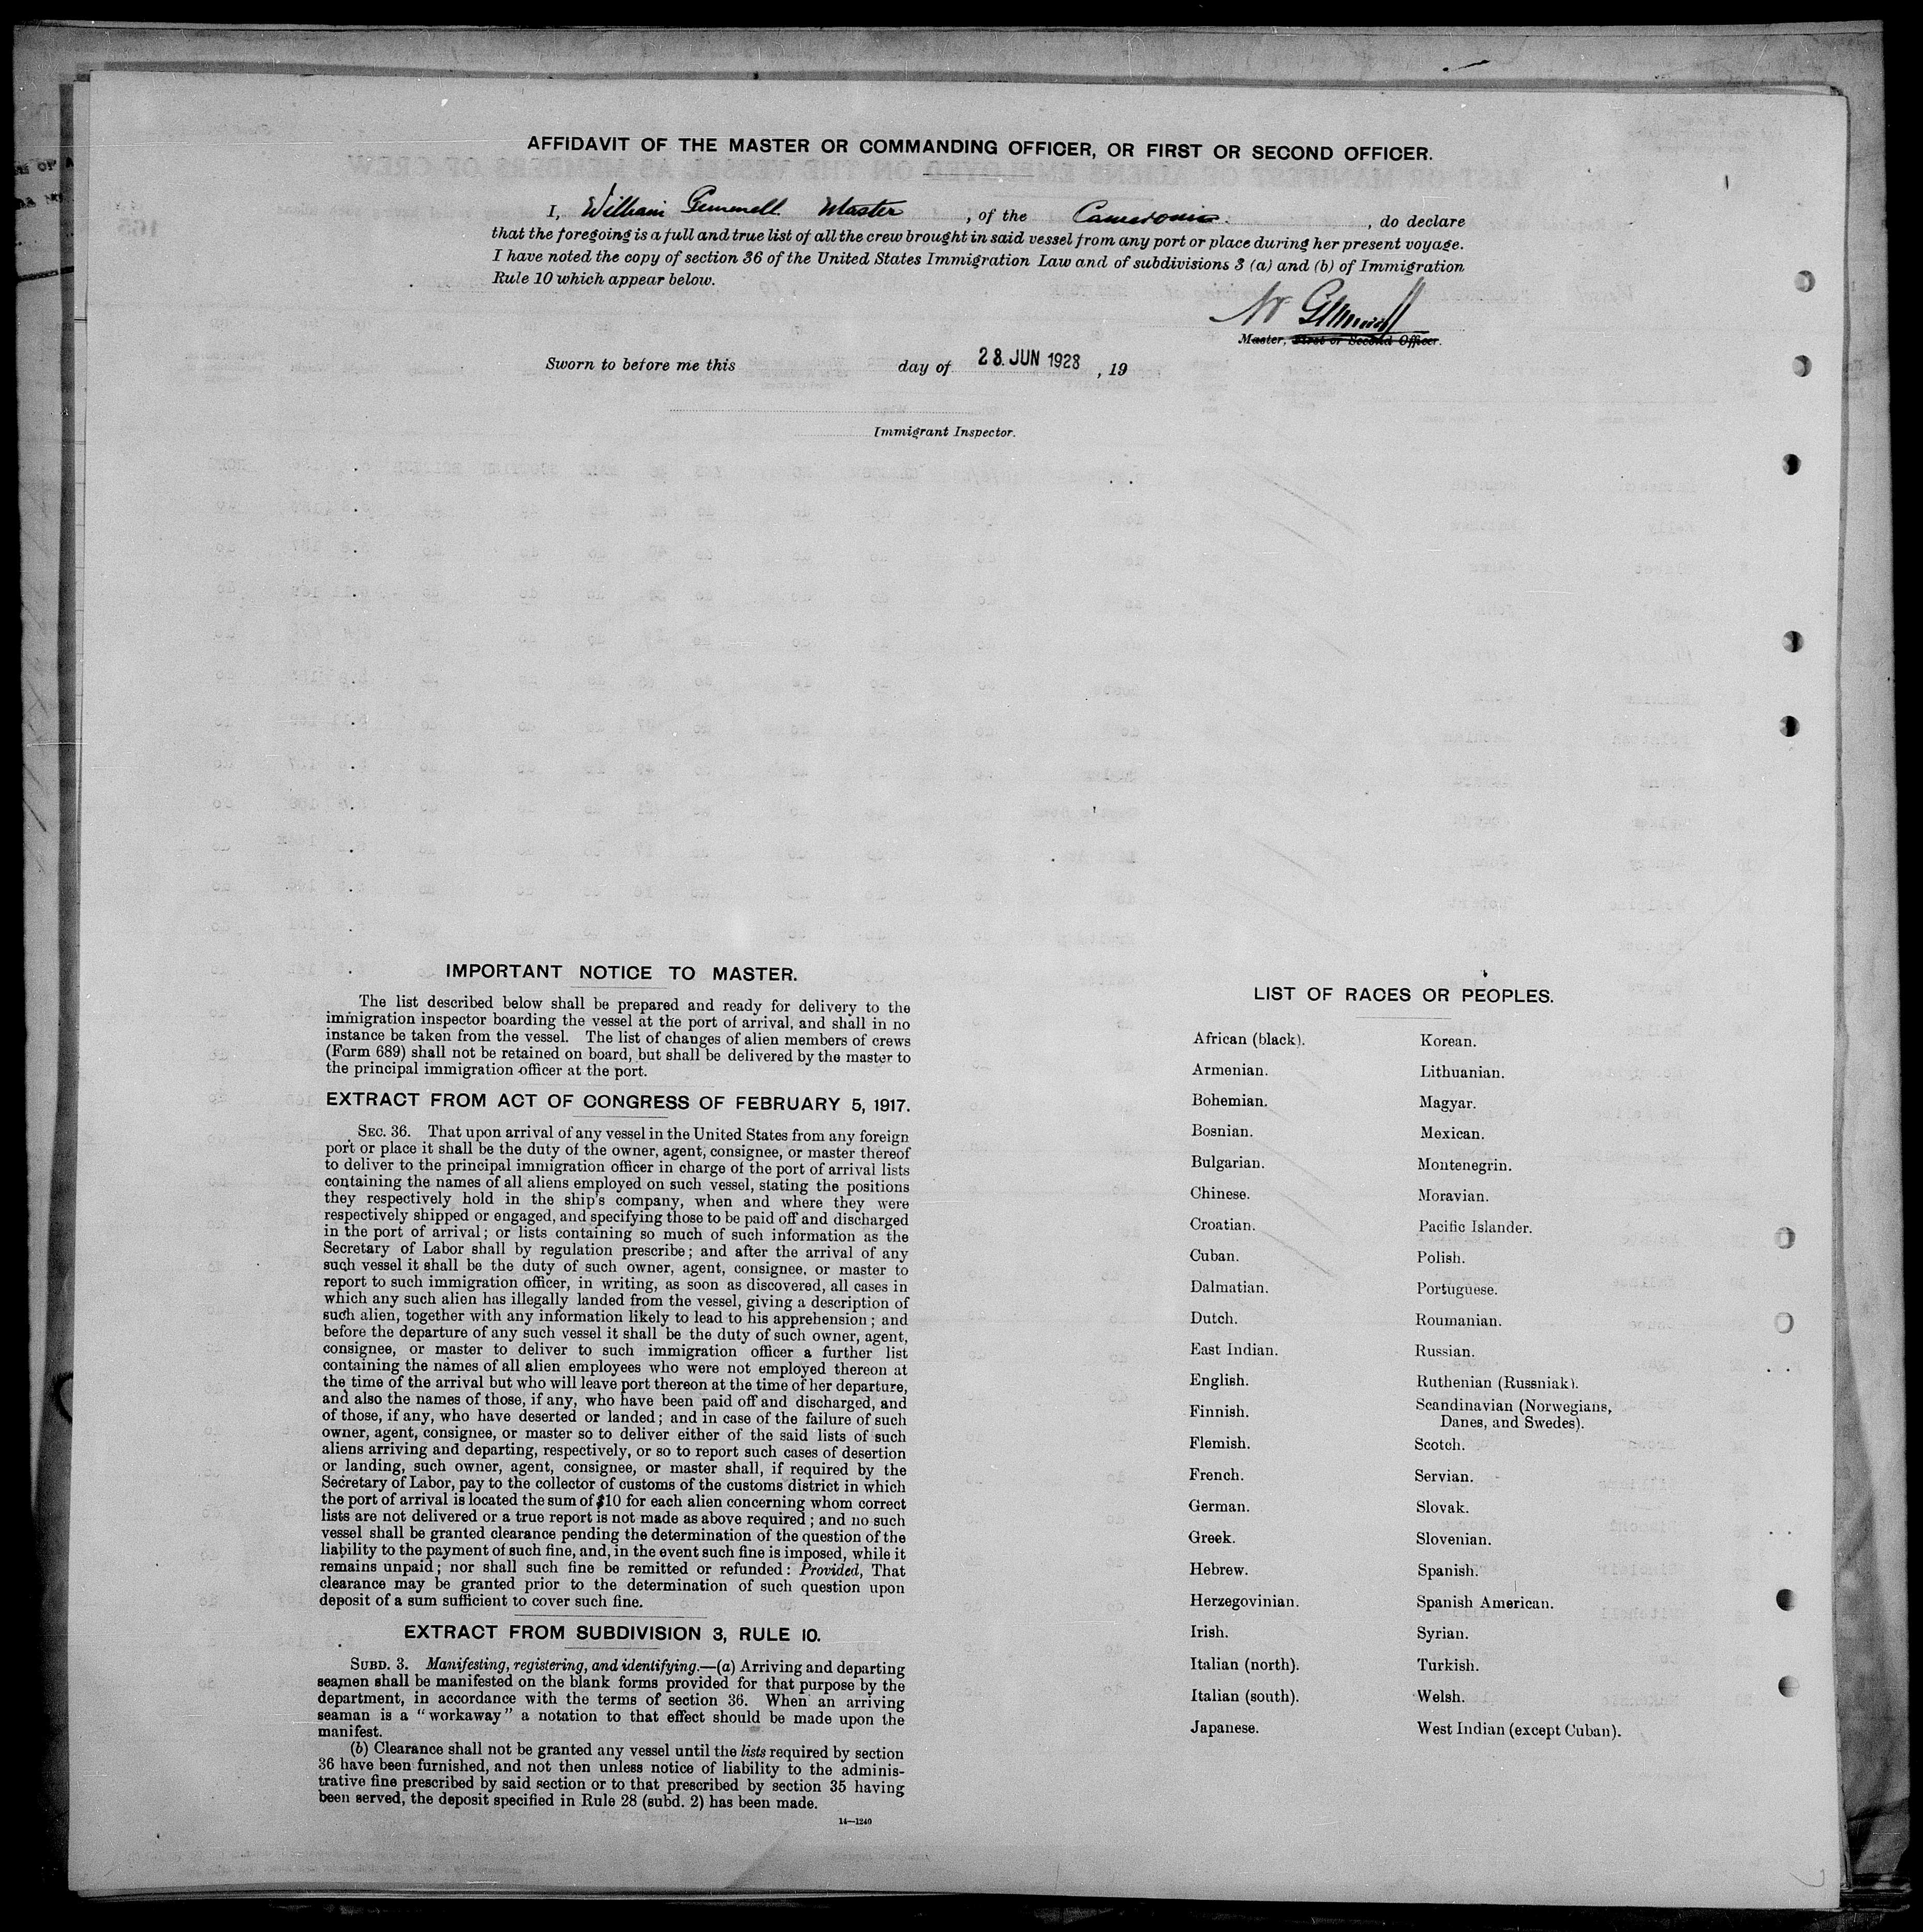 AFFIDAVIT OF THE MASTER OR COMMANDING OFFICER, OR FIRST OR SECOND OFFICER.
I, William Gemmell Master, of the Cameronia, do declare
that the foregoing is a full and true list of all the crew brought in said vessel from any port or place during her present voyage.
I have noted the copy of section 36 of the United States Immigration Law and of subdivisions 3 (a) and (b) of Immigration
Rule 10 which appear below.
W Gemmell
Master, First or Second Officer.
Sworn to before me this day of 28. JUN 1928, 19
Immigrant Inspector.
IMPORTANT NOTICE TO MASTER.
The list described below shall be prepared and ready for delivery to the
immigration inspector boarding the vessel at the port of arrival, and shall in no
instance be taken from the vessel. The list of changes of alien members of crews
(Form 689) shall not be retained on board, but shall be delivered by the master to
the principal immigration officer at the port.
EXTRACT FROM ACT OF CONGRESS OF FEBRUARY 5, 1917.
SEC. 36. That upon arrival of any vessel in the United States from any foreign
port or place it shall be the duty of the owner, agent, consignee, or master thereof
to deliver to the principal immigration officer in charge of the port of arrival lists
containing the names of all aliens employed on such vessel, stating the positions
they respectively hold in the ship's company, when and where they were
respectively shipped or engaged, and specifying those to be paid off and discharged
in the port of arrival; or lists containing so much of such information as the
Secretary of Labor shall by regulation prescribe; and after the arrival of any
such vessel it shall be the duty of such owner, agent, consignee, or master to
report to such immigration officer, in writing, as soon as discovered, all cases in
which any such alien has illegally landed from the vessel, giving a description of
such alien, together with any information likely to lead to his apprehension; and
before the departure of any such vessel it shall be the duty of such owner, agent,
consignee, or master to deliver to such immigration officer a further list
containing the names of all alien employees who were not employed thereon at
the time of the arrival but who will leave port thereon at the time of her departure,
and also the names of those, if any, who have been paid off and discharged, and
of those, if any, who have deserted or landed; and in case of the failure of such
owner, agent, consignee, or master so to deliver either of the said lists of such
aliens arriving and departing, respectively, or so to report such cases of desertion
or landing, such owner, agent, consignee, or master shall, if required by the
Secretary of Labor, pay to the collector of customs of the customs district in which
the port of arrival is located the sum of $10 for each alien concerning whom correct
lists are not delivered or a true report is not made as above required; and no such
vessel shall be granted clearance pending the determination of the question of the
liability to the payment of such fine, and, in the event such fine is imposed, while it
remains unpaid; nor shall such fine be remitted or refunded: Provided, That
clearance may be granted prior to the determination of such question upon
deposit of a sum sufficient to cover such fine.
EXTRACT FROM SUBDIVISION 3, RULE 10.
SUBD. 3. Manifesting, registering, and identifying.—(a) Arriving and departing
seamen shall be manifested on the blank forms provided for that purpose by the
department, in accordance with the terms of section 36. When an arriving
seaman is a "workaway" a notation to that effect should be made upon the
manifest.
(b) Clearance shall not be granted any vessel until the lists required by section
36 have been furnished, and not then unless notice of liability to the adminis-
trative fine prescribed by said section or to that prescribed by section 35 having
been served, the deposit specified in Rule 28 (subd. 2) has been made.
14—1240
LIST OF RACES OR PEOPLES.
African (black).
Armenian.
Bohemian.
Bosnian.
Bulgarian.
Chinese.
Croatian.
Cuban.
Dalmatian.
Dutch.
East Indian.
English.
Finnish.
Flemish.
French.
German.
Greek.
Hebrew.
Herzegovinian.
Irish.
Italian (north).
Italian (south).
Japanese.
Korean.
Lithuanian.
Magyar.
Mexican.
Montenegrin.
Moravian.
Pacific Islander.
Polish.
Portuguese.
Roumanian.
Russian.
Ruthenian (Russniak).
Scandinavian (Norwegians,
Danes, and Swedes).
Scotch.
Servian.
Slovak.
Slovenian.
Spanish.
Spanish American.
Syrian.
Turkish.
Welsh.
West Indian (except Cuban).